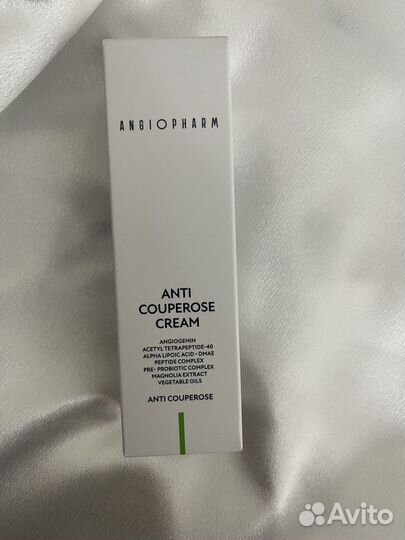 ANGIOPHARM
ANTI
COUPEROSE
CREAM
ANGIOGENIN
ACETYL TETRAPEPTIDE-40
ALPHA LIPOIC ACID • DMAE
PEPTIDE COMPLEX
PRE- PROBIOTIC COMPLEX
MAGNOLIA EXTRACT
VEGETABLE OILS
ANTI COUPEROSE
Avito